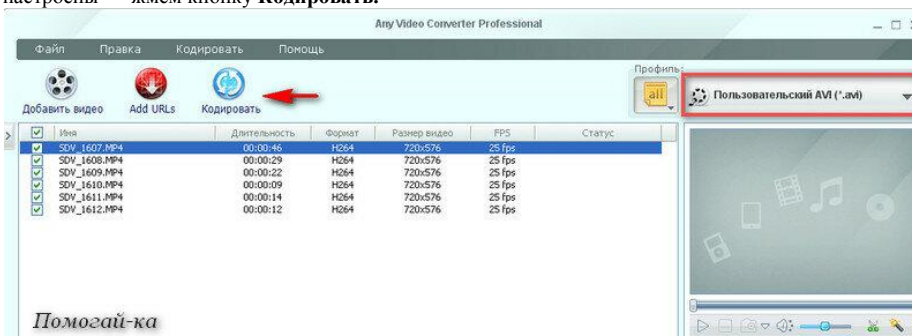 настроены — жмем кнопку Кодировать.
Any Video Converter Professional
Файл Правка Кодировать Помощь
Профиль:
Добавить видео Add URLs Кодировать all Пользовательский AVI (*.avi)
Имя Длительность Формат Размер видео FPS Статус
SDV_1607.MP4 00:00:46 H264 720x576 25 fps
SDV_1608.MP4 00:00:29 H264 720x576 25 fps
SDV_1609.MP4 00:00:22 H264 720x576 25 fps
SDV_1610.MP4 00:00:09 H264 720x576 25 fps
SDV_1611.MP4 00:00:14 H264 720x576 25 fps
SDV_1612.MP4 00:00:12 H264 720x576 25 fps
Помогай-ка